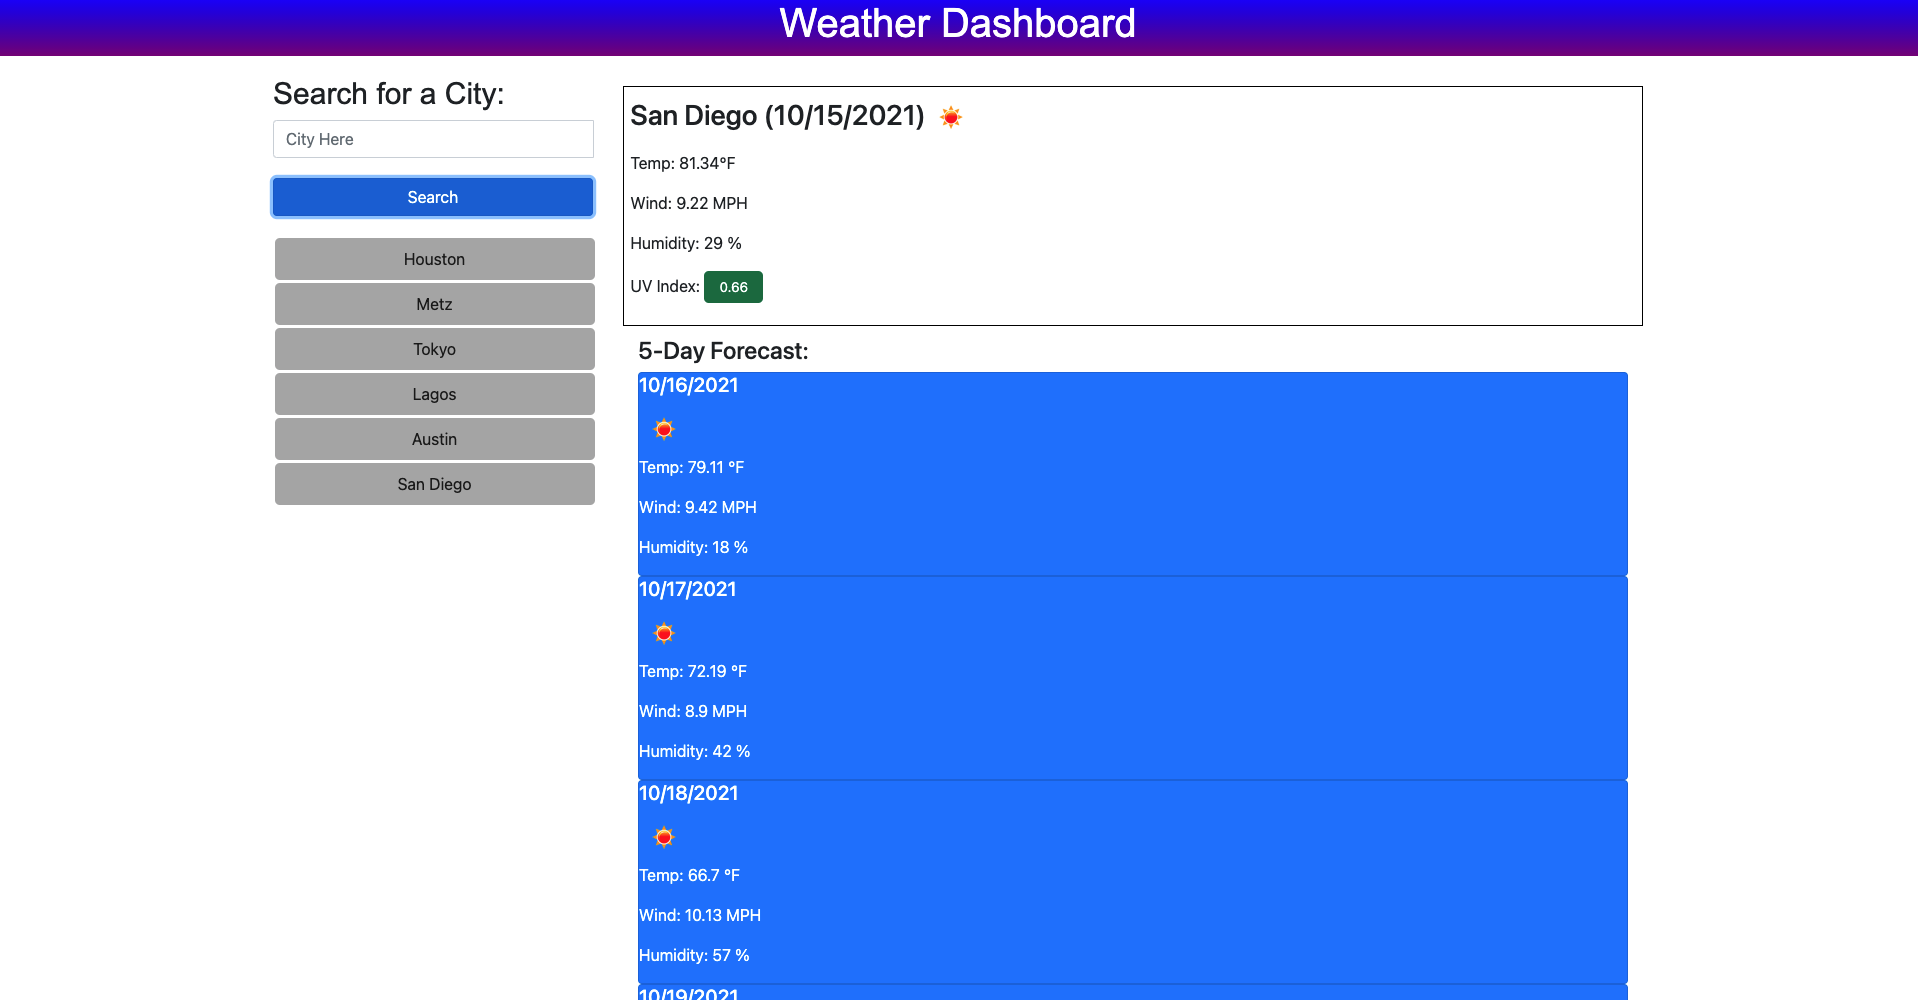 Weather Dashboard
Search for a City:
City Here
Search
Houston
Metz
Tokyo
Lagos
Austin
San Diego
San Diego (10/15/2021)
Temp: 81.34°F
Wind: 9.22 MPH
Humidity: 29 %
UV Index: 0.66
5-Day Forecast:
10/16/2021
Temp: 79.11 °F
Wind: 9.42 MPH
Humidity: 18 %
10/17/2021
Temp: 72.19 °F
Wind: 8.9 MPH
Humidity: 42 %
10/18/2021
Temp: 66.7 °F
Wind: 10.13 MPH
Humidity: 57 %
10/19/2021